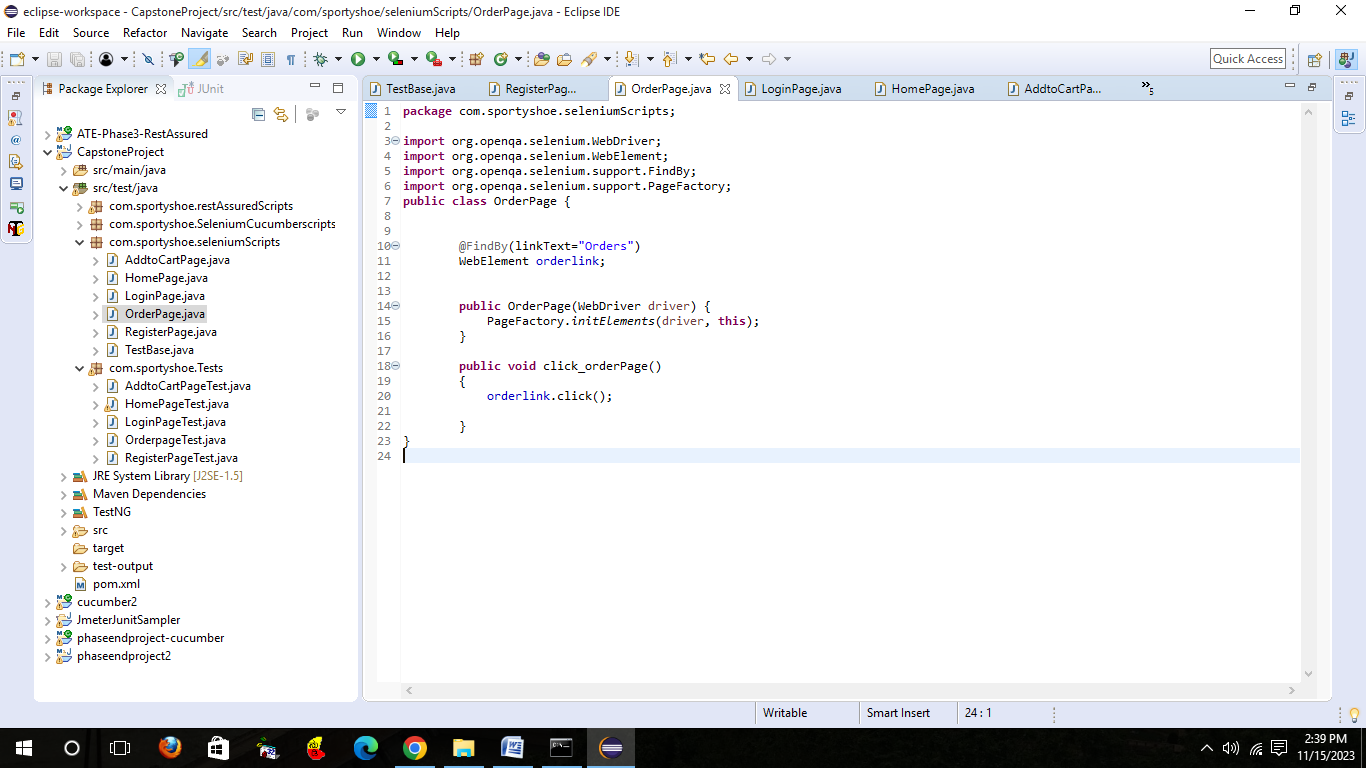 eclipse-workspace - CapstoneProject/src/test/java/com/sportyshoe/seleniumScripts/OrderPage.java - Eclipse IDE
File Edit Source Refactor Navigate Search Project Run Window Help
Quick Access
Package Explorer JUnit
ATE-Phase3-RestAssured
CapstoneProject
src/main/java
src/test/java
com.sportyshoe.restAssuredScripts
com.sportyshoe.SeleniumCucumberscripts
com.sportyshoe.seleniumScripts
AddtoCartPage.java
HomePage.java
LoginPage.java
OrderPage.java
RegisterPage.java
TestBase.java
com.sportyshoe.Tests
AddtoCartPageTest.java
HomePageTest.java
LoginPageTest.java
OrderpageTest.java
RegisterPageTest.java
JRE System Library [J2SE-1.5]
Maven Dependencies
TestNG
src
target
test-output
pom.xml
cucumber2
JmeterJunitSampler
phaseendproject-cucumber
phaseendproject2
TestBase.java RegisterPag... OrderPage.java LoginPage.java HomePage.java AddtoCartPa... »5
1 package com.sportyshoe.seleniumScripts;
2
3 import org.openqa.selenium.WebDriver;
4 import org.openqa.selenium.WebElement;
5 import org.openqa.selenium.support.FindBy;
6 import org.openqa.selenium.support.PageFactory;
7 public class OrderPage {
8
9
10 @FindBy(linkText="Orders")
11 WebElement orderlink;
12
13
14 public OrderPage(WebDriver driver) {
15 PageFactory.initElements(driver, this);
16 }
17
18 public void click_orderPage()
19 {
20 orderlink.click();
21
22 }
23 }
24
Writable Smart Insert 24 : 1
2:39 PM
11/15/2023